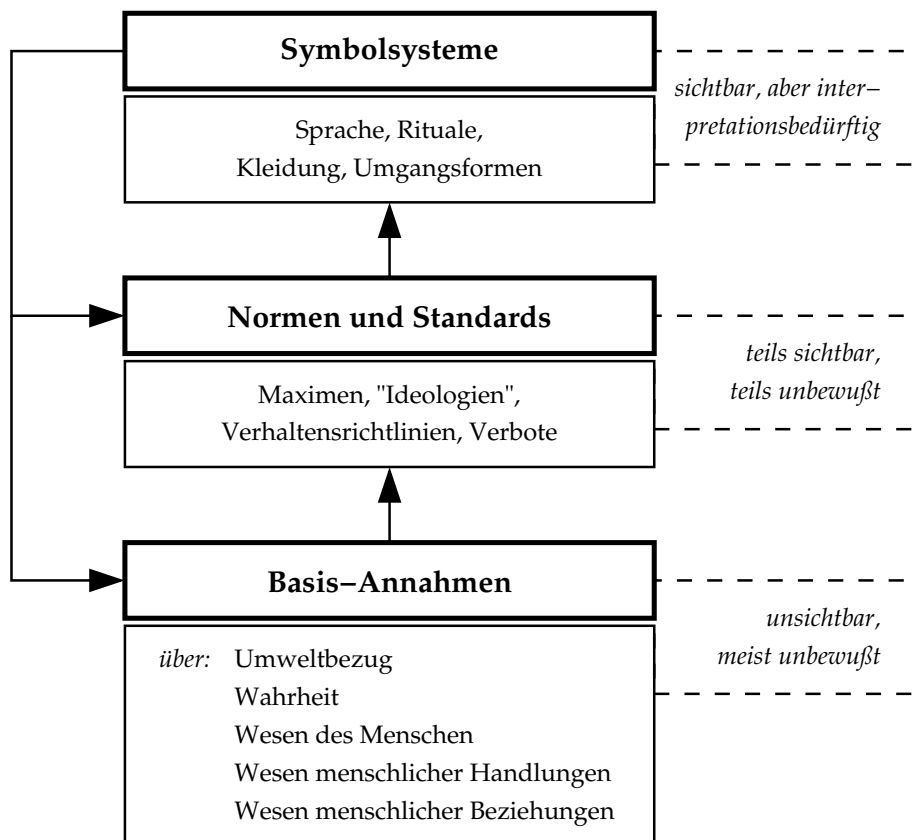 Symbolsysteme
sichtbar, aber inter–
pretationsbedürftig
Sprache, Rituale,
Kleidung, Umgangsformen
Normen und Standards
teils sichtbar,
teils unbewußt
Maximen, "Ideologien",
Verhaltensrichtlinien, Verbote
Basis–Annahmen
unsichtbar,
meist unbewußt
über: Umweltbezug
Wahrheit
Wesen des Menschen
Wesen menschlicher Handlungen
Wesen menschlicher Beziehungen